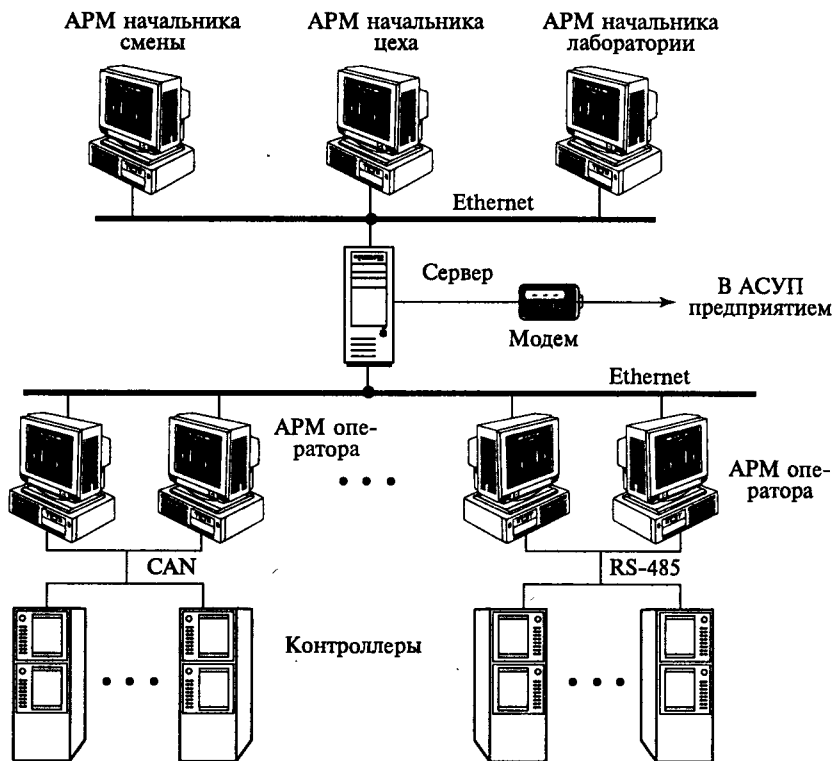 АРМ начальника
смены
АРМ начальника
цеха
АРМ начальника
лаборатории
Ethernet
Сервер
Модем
В АСУП
предприятием
Ethernet
АРМ опе-
ратора
АРМ опе-
ратора
CAN
RS-485
Контроллеры